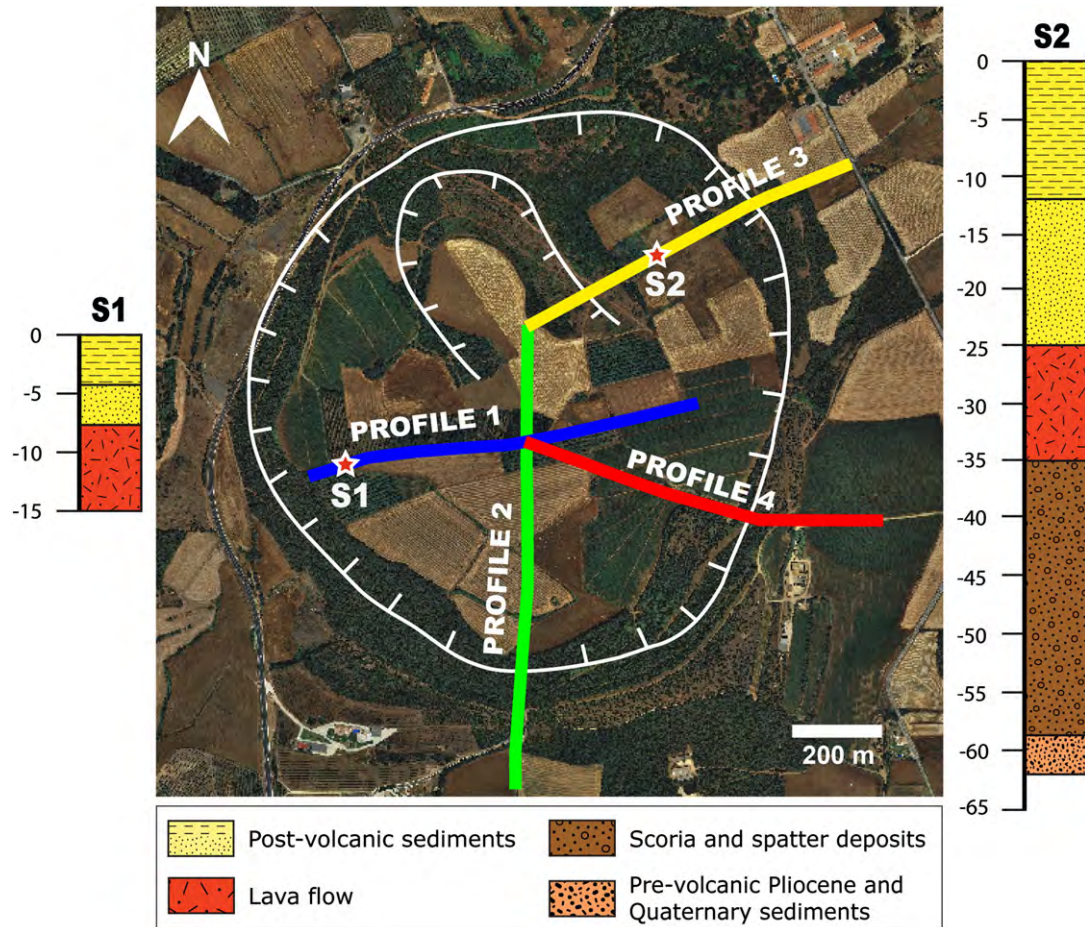 S1
0
-5
-10
-15
N
PROFILE 3
S2
PROFILE 1
S1
PROFILE 2
PROFILE 4
200 m
S2
0
-5
-10
-15
-20
-25
-30
-35
-40
-45
-50
-55
-60
-65
Post-volcanic sediments
Scoria and spatter deposits
Lava flow
Pre-volcanic Pliocene and
Quaternary sediments